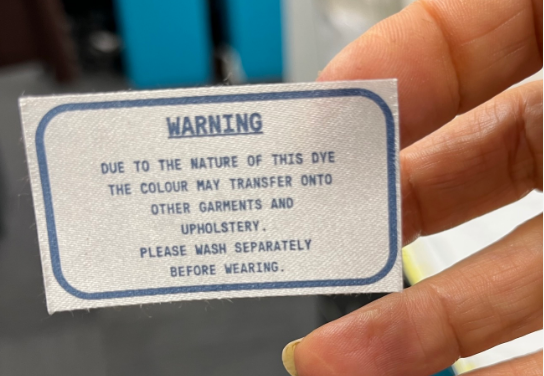 WARNING
DUE TO THE NATURE OF THIS DYE
THE COLOUR MAY TRANSFER ONTO
OTHER GARMENTS AND
UPHOLSTERY.
PLEASE WASH SEPARATELY
BEFORE WEARING.